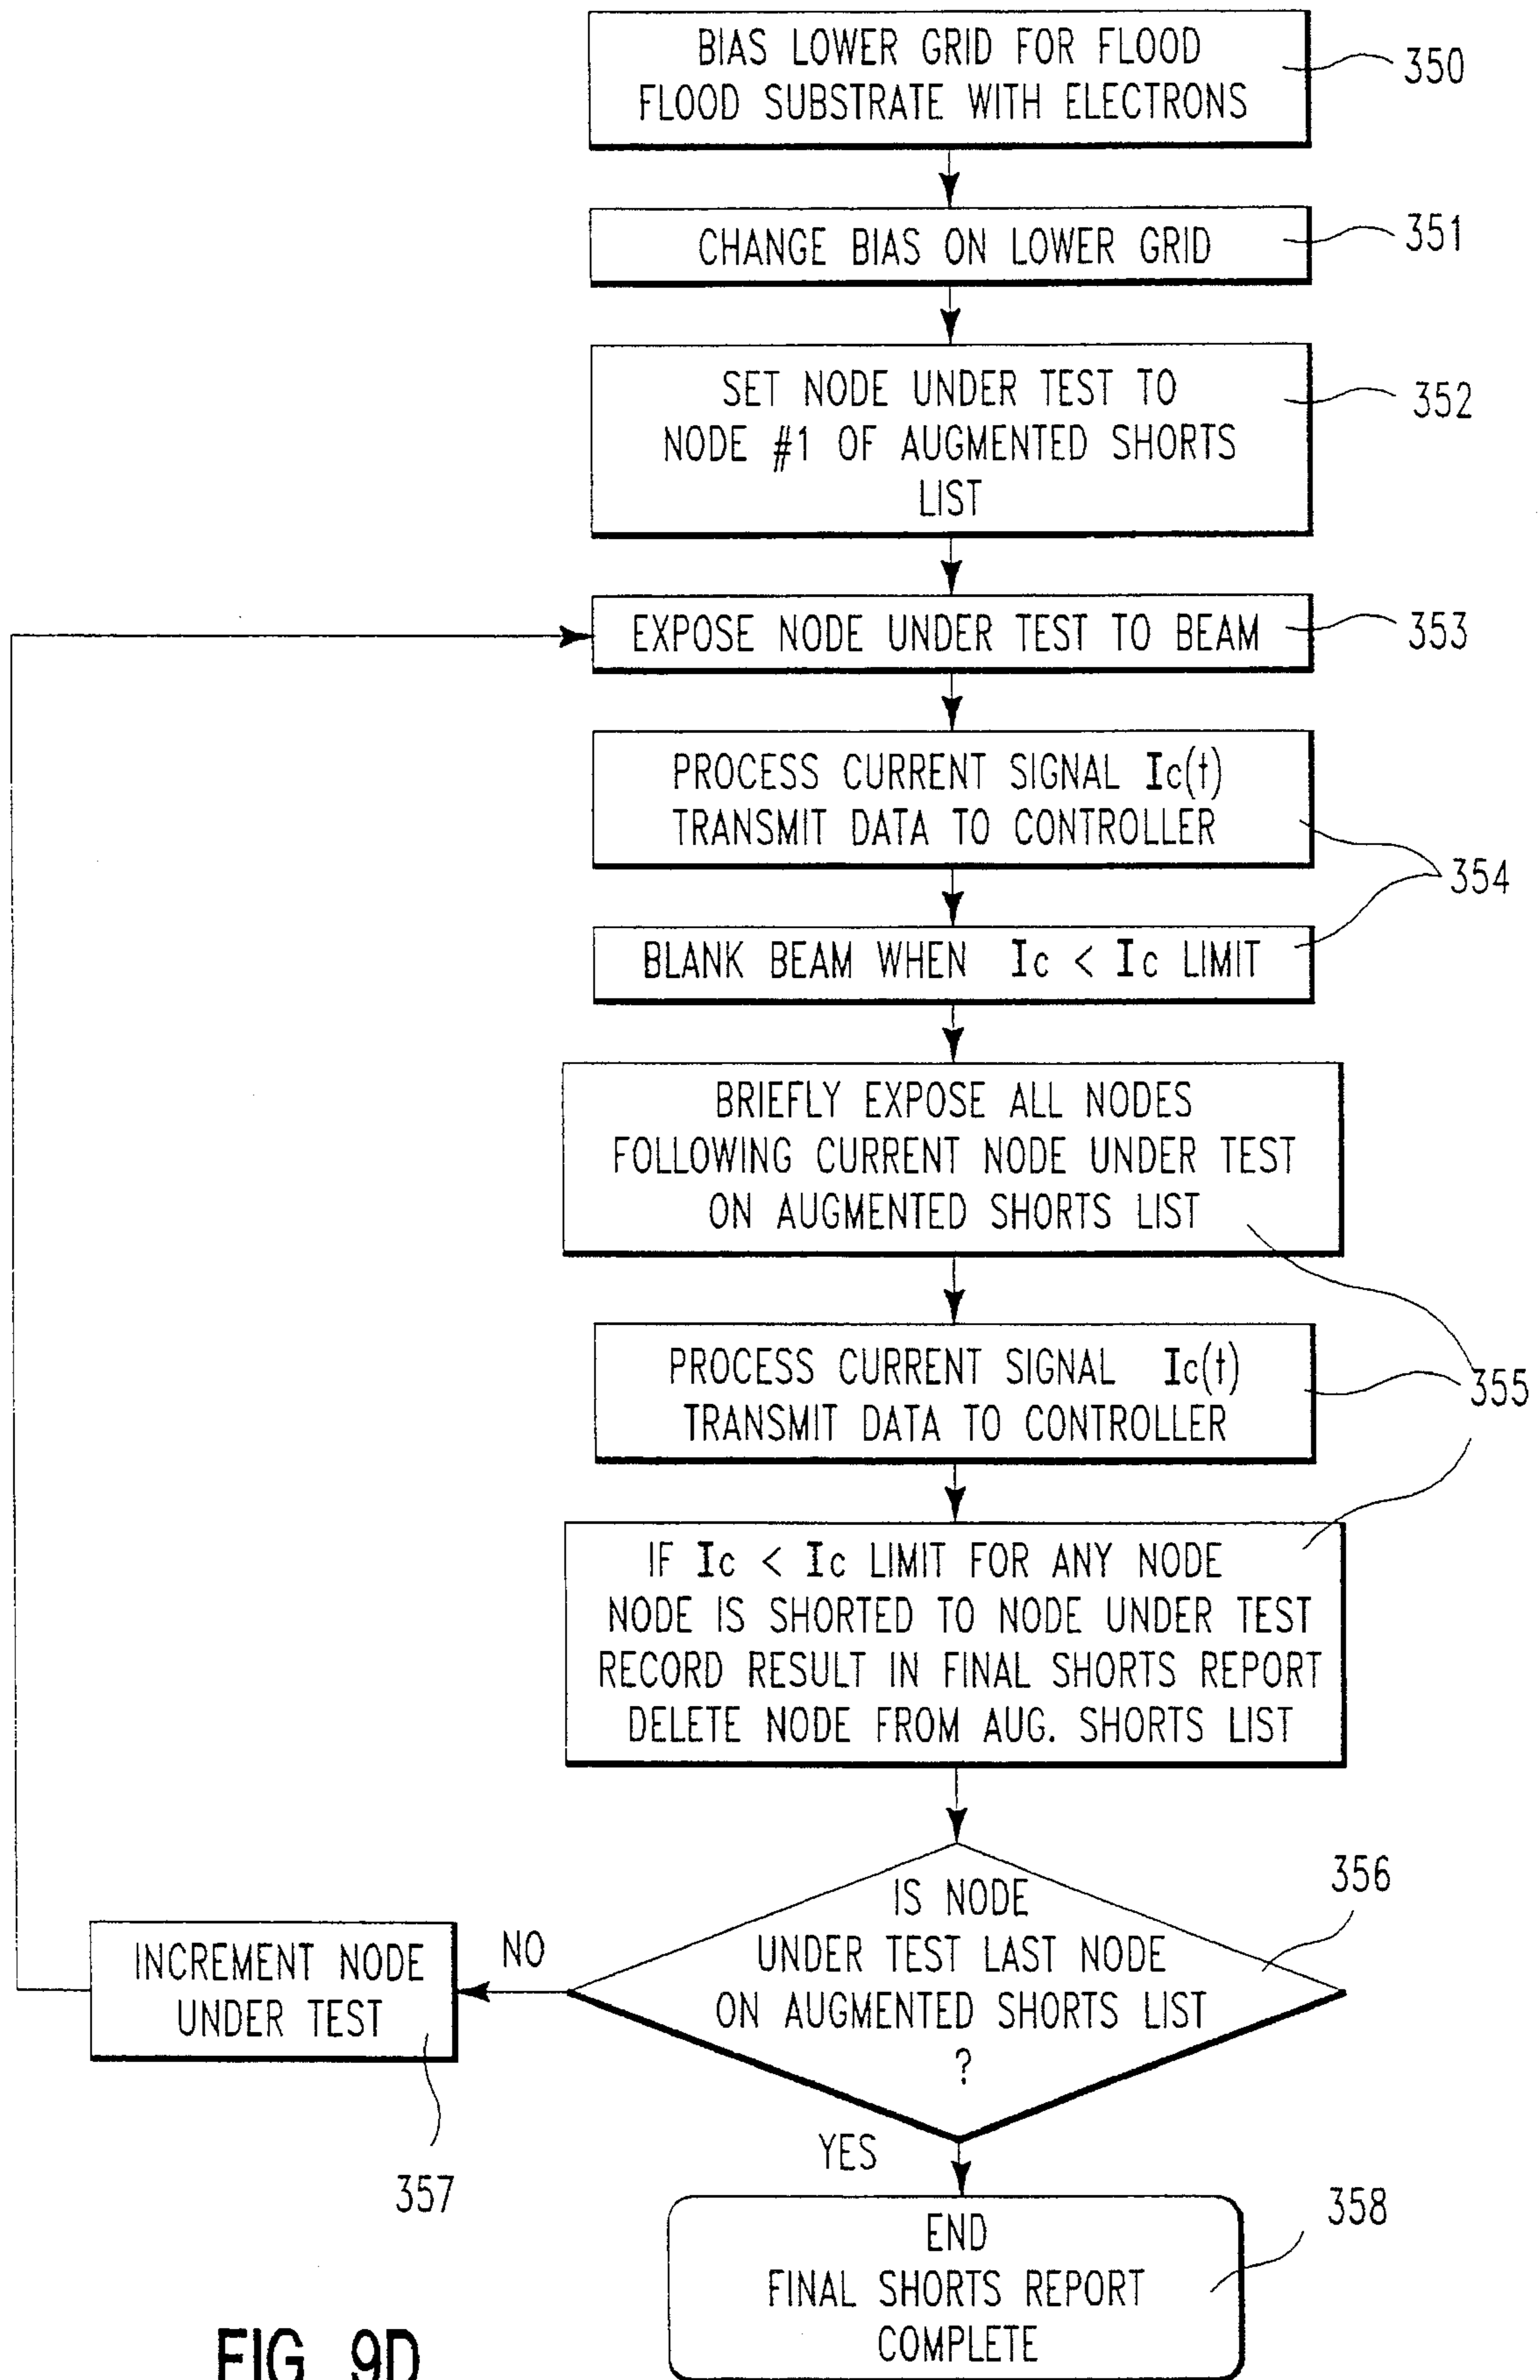 BIAS LOWER GRID FOR FLOOD
FLOOD SUBSTRATE WITH ELECTRONS
350
CHANGE BIAS ON LOWER GRID
351
SET NODE UNDER TEST TO
NODE #1 OF AUGMENTED SHORTS
LIST
352
EXPOSE NODE UNDER TEST TO BEAM
353
PROCESS CURRENT SIGNAL Ic(t)
TRANSMIT DATA TO CONTROLLER
354
BLANK BEAM WHEN Ic < Ic LIMIT
BRIEFLY EXPOSE ALL NODES
FOLLOWING CURRENT NODE UNDER TEST
ON AUGMENTED SHORTS LIST
PROCESS CURRENT SIGNAL Ic(t)
TRANSMIT DATA TO CONTROLLER
355
IF Ic < Ic LIMIT FOR ANY NODE
NODE IS SHORTED TO NODE UNDER TEST
RECORD RESULT IN FINAL SHORTS REPORT
DELETE NODE FROM AUG. SHORTS LIST
356
IS NODE
UNDER TEST LAST NODE
ON AUGMENTED SHORTS LIST
?
NO
INCREMENT NODE
UNDER TEST
357
YES
358
END
FINAL SHORTS REPORT
COMPLETE
FIG. 9D